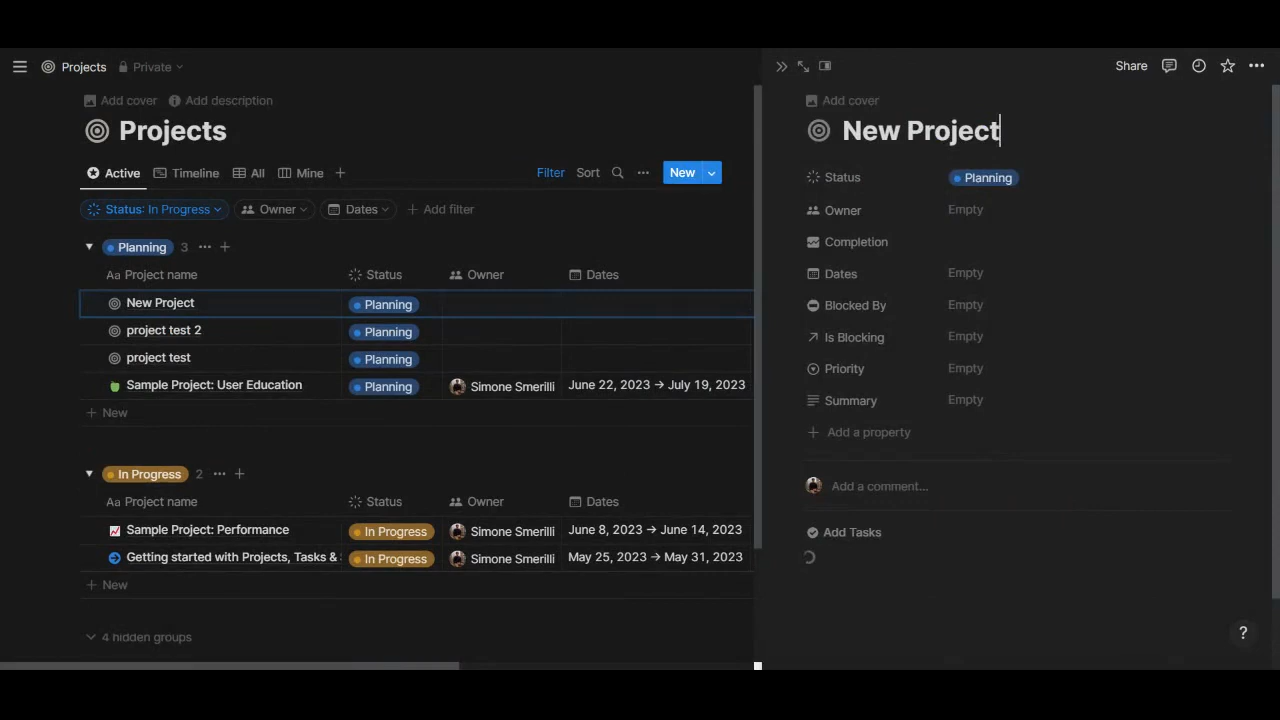 Projects Private
Add cover Add description
Projects
Active Timeline All Mine
Filter Sort New
Status: In Progress Owner Dates Add filter
Planning 3
Aa Project name Status Owner Dates
New Project Planning
project test 2 Planning
project test Planning
Sample Project: User Education Planning Simone Smerilli June 22, 2023 → July 19, 2023
+ New
In Progress 2
Aa Project name Status Owner Dates
Sample Project: Performance In Progress Simone Smerilli June 8, 2023 → June 14, 2023
Getting started with Projects, Tasks & In Progress Simone Smerilli May 25, 2023 → May 31, 2023
+ New
4 hidden groups
Share
Add cover
New Project
Status Planning
Owner Empty
Completion
Dates Empty
Blocked By Empty
Is Blocking Empty
Priority Empty
Summary Empty
+ Add a property
Add a comment...
Add Tasks
?